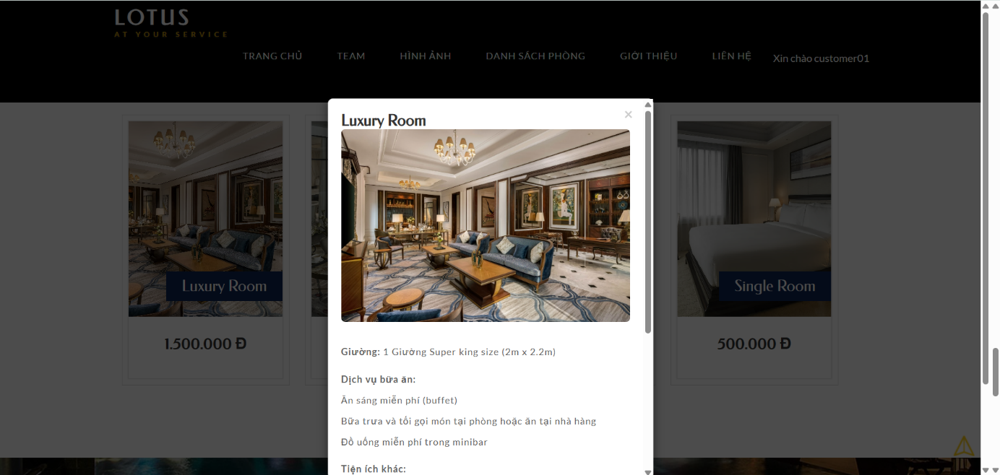 LOTUS
AT YOUR SERVICE
TRANG CHỦ
TEAM
HÌNH ẢNH
DANH SÁCH PHÒNG
GIỚI THIỆU
LIÊN HỆ
Xin chào customer01
Luxury Room
×
Luxury Room
1.500.000 Đ
Single Room
500.000 Đ
Giường: 1 Giường Super king size (2m x 2.2m)
Dịch vụ bữa ăn:
Ăn sáng miễn phí (buffet)
Bữa trưa và tối gọi món tại phòng hoặc ăn tại nhà hàng
Đồ uống miễn phí trong minibar
Tiện ích khác: